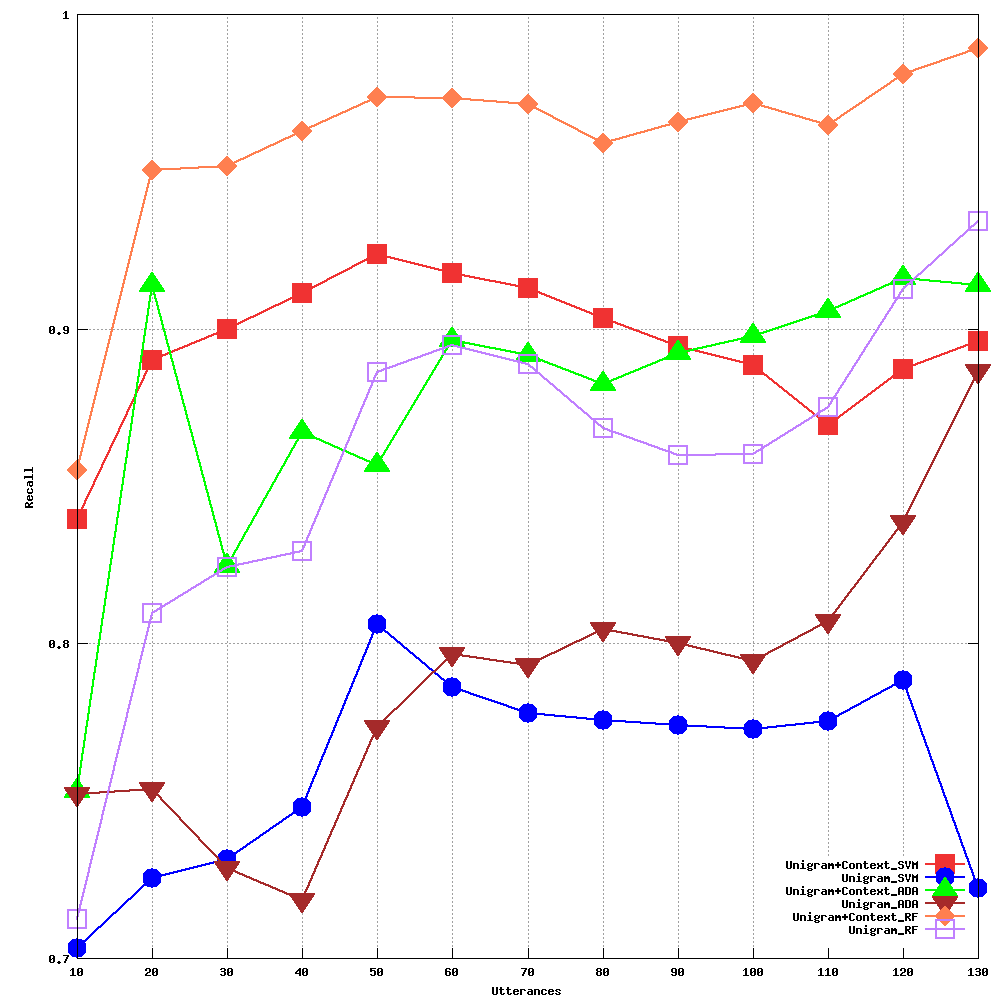 1
0.9
0.8
0.7
Recall
10 20 30 40 50 60 70 80 90 100 110 120 130
Utterances
Unigram+Context_SVM
Unigram_SVM
Unigram+Context_ADA
Unigram_ADA
Unigram+Context_RF
Unigram_RF